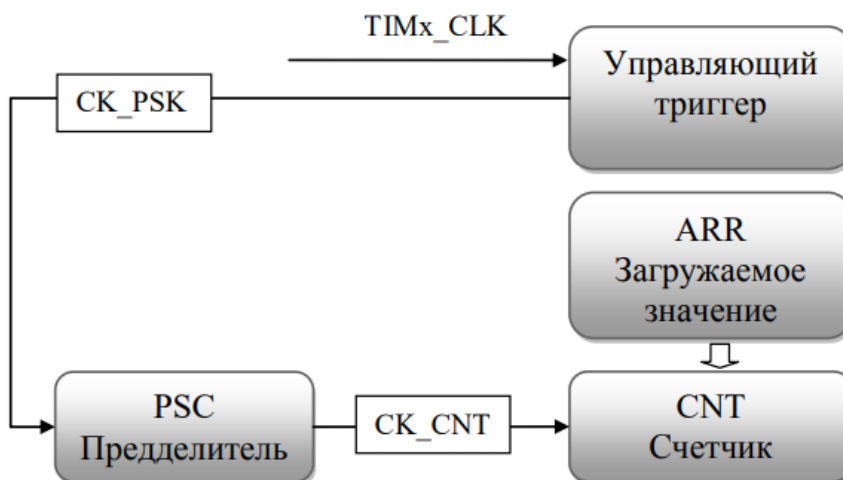 TIMx_CLK
Управляющий
триггер
CK_PSK
ARR
Загружаемое
значение
PSC
Предделитель
CK_CNT
CNT
Счетчик